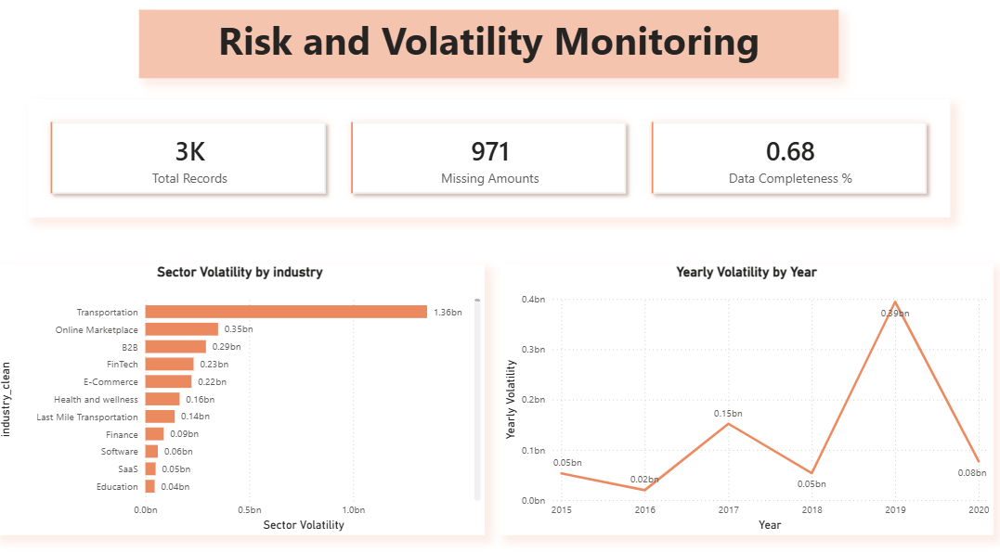 Risk and Volatility Monitoring
3K
Total Records
971
Missing Amounts
0.68
Data Completeness %
Sector Volatility by industry
industry_clean
Transportation 1.36bn
Online Marketplace 0.35bn
B2B 0.29bn
FinTech 0.23bn
E-Commerce 0.22bn
Health and wellness 0.16bn
Last Mile Transportation 0.14bn
Finance 0.09bn
Software 0.06bn
SaaS 0.05bn
Education 0.04bn
0.0bn 0.5bn 1.0bn
Sector Volatility
Yearly Volatility by Year
Yearly Volatility
0.4bn
0.3bn
0.2bn
0.1bn
0.0bn
0.05bn
0.02bn
0.15bn
0.05bn
0.39bn
0.08bn
2015 2016 2017 2018 2019 2020
Year